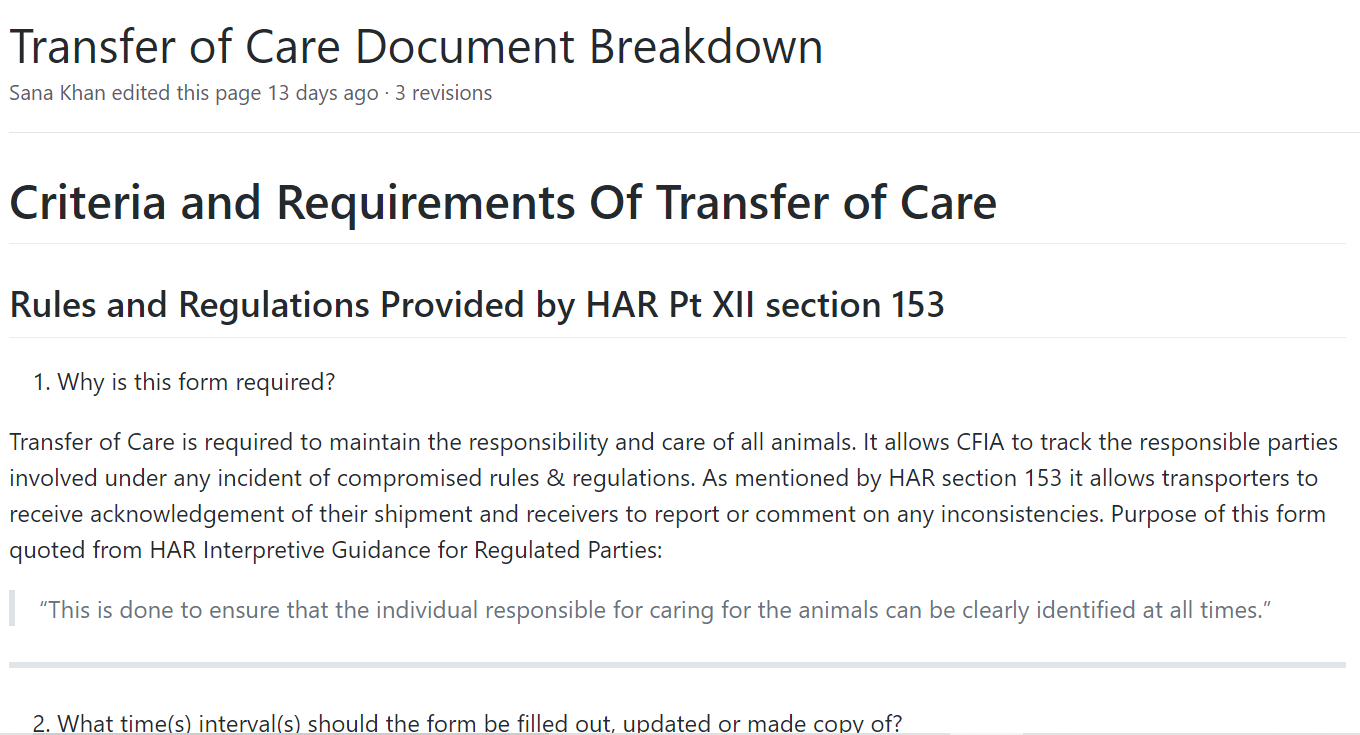 Transfer of Care Document Breakdown
Sana Khan edited this page 13 days ago · 3 revisions
Criteria and Requirements Of Transfer of Care
Rules and Regulations Provided by HAR Pt XII section 153
1. Why is this form required?
Transfer of Care is required to maintain the responsibility and care of all animals. It allows CFIA to track the responsible parties
involved under any incident of compromised rules & regulations. As mentioned by HAR section 153 it allows transporters to
receive acknowledgement of their shipment and receivers to report or comment on any inconsistencies. Purpose of this form
quoted from HAR Interpretive Guidance for Regulated Parties:
“This is done to ensure that the individual responsible for caring for the animals can be clearly identified at all times.”
2. What time(s) interval(s) should the form be filled out, updated or made copy of?